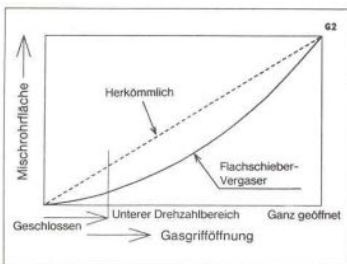 G2
Mischrohrfläche
Herkömmlich
Flachschieber-
Vergaser
Unterer Drehzahlbereich
Ganz geöffnet
Geschlossen
Gasgrifföffnung